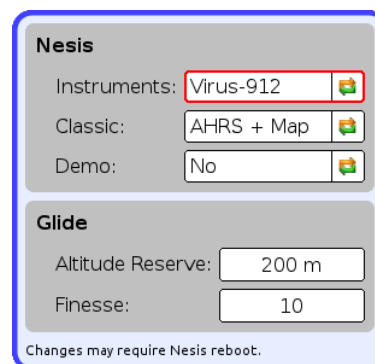 Nesis
Instruments: Virus-912
Classic: AHRS + Map
Demo: No
Glide
Altitude Reserve: 200 m
Finesse: 10
Changes may require Nesis reboot.